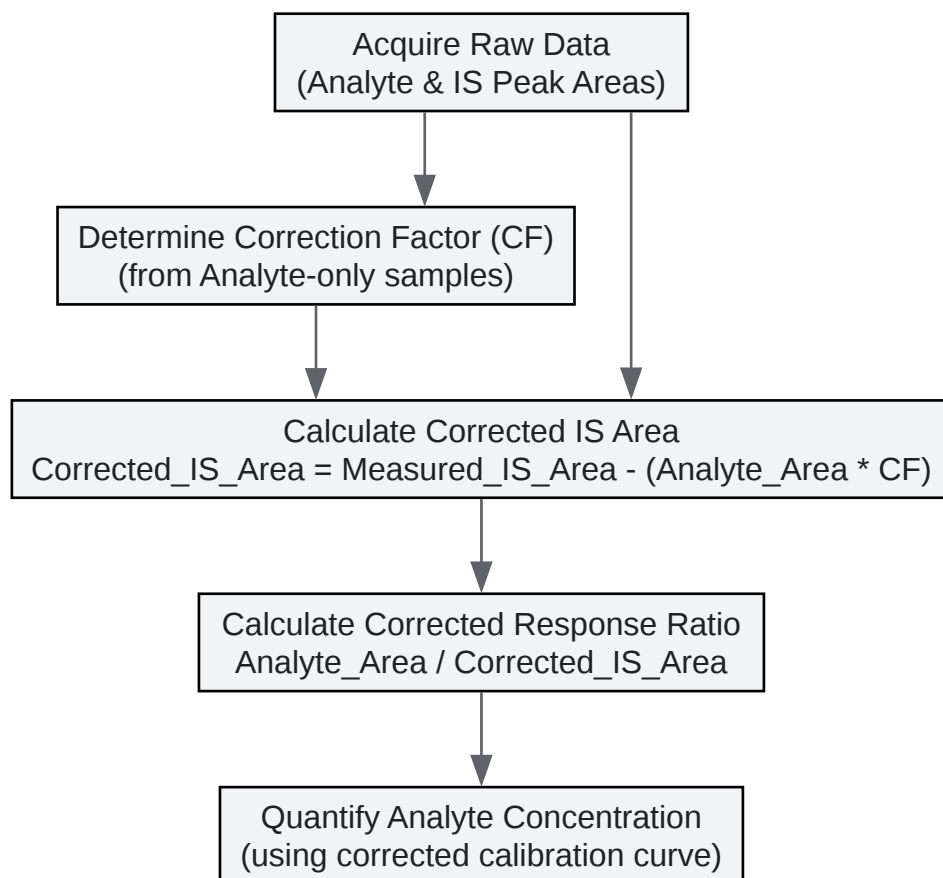 Acquire Raw Data
(Analyte & IS Peak Areas)
Determine Correction Factor (CF)
(from Analyte-only samples)
Calculate Corrected IS Area
Corrected_IS_Area = Measured_IS_Area - (Analyte_Area * CF)
Calculate Corrected Response Ratio
Analyte_Area / Corrected_IS_Area
Quantify Analyte Concentration
(using corrected calibration curve)